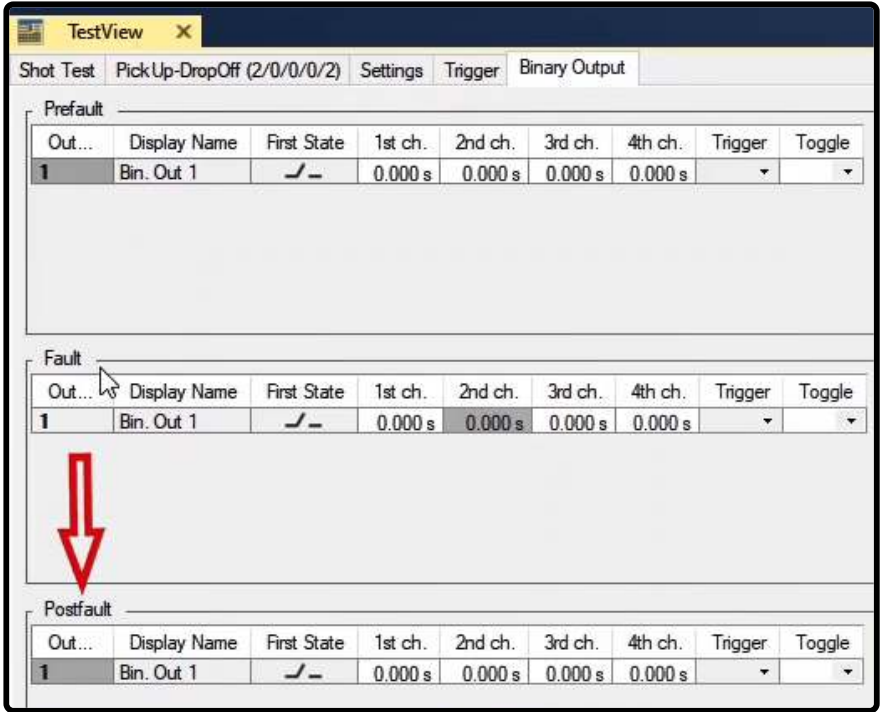 TestView ×
Shot Test PickUp-DropOff (2/0/0/0/2) Settings Trigger Binary Output
Prefault
Out... Display Name First State 1st ch. 2nd ch. 3rd ch. 4th ch. Trigger Toggle
1 Bin. Out 1 0.000 s 0.000 s 0.000 s 0.000 s
Fault
Out... Display Name First State 1st ch. 2nd ch. 3rd ch. 4th ch. Trigger Toggle
1 Bin. Out 1 0.000 s 0.000 s 0.000 s 0.000 s
Postfault
Out... Display Name First State 1st ch. 2nd ch. 3rd ch. 4th ch. Trigger Toggle
1 Bin. Out 1 0.000 s 0.000 s 0.000 s 0.000 s